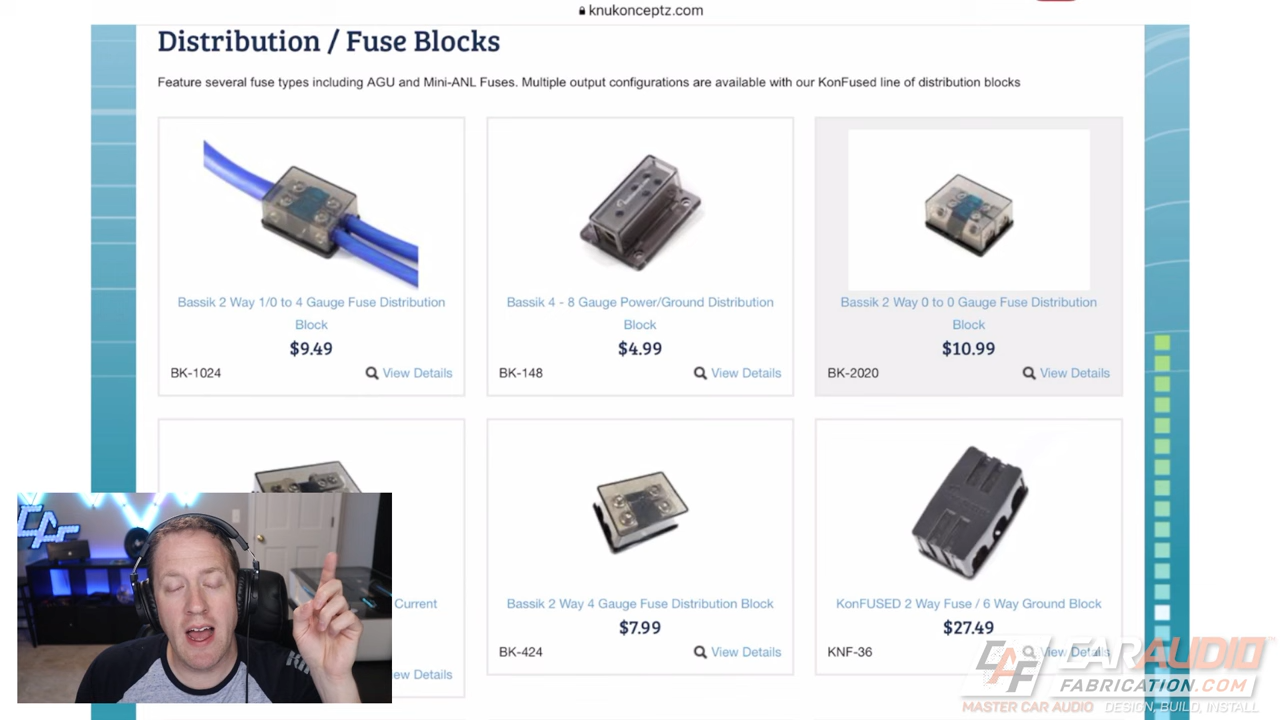 knukonceptz.com
Distribution / Fuse Blocks
Feature several fuse types including AGU and Mini-ANL Fuses. Multiple output configurations are available with our KonFused line of distribution blocks
Bassik 2 Way 1/0 to 4 Gauge Fuse Distribution
Block
$9.49
BK-1024
View Details
Bassik 4 - 8 Gauge Power/Ground Distribution
Block
$4.99
BK-148
View Details
Bassik 2 Way 0 to 0 Gauge Fuse Distribution
Block
$10.99
BK-2020
View Details
Current
ew Details
Bassik 2 Way 4 Gauge Fuse Distribution Block
$7.99
BK-424
View Details
KonFUSED 2 Way Fuse / 6 Way Ground Block
$27.49
KNF-36
View Details
CAF
CAF
CARAUDIO
FABRICATION.COM
MASTER CAR AUDIO DESIGN, BUILD, INSTALL